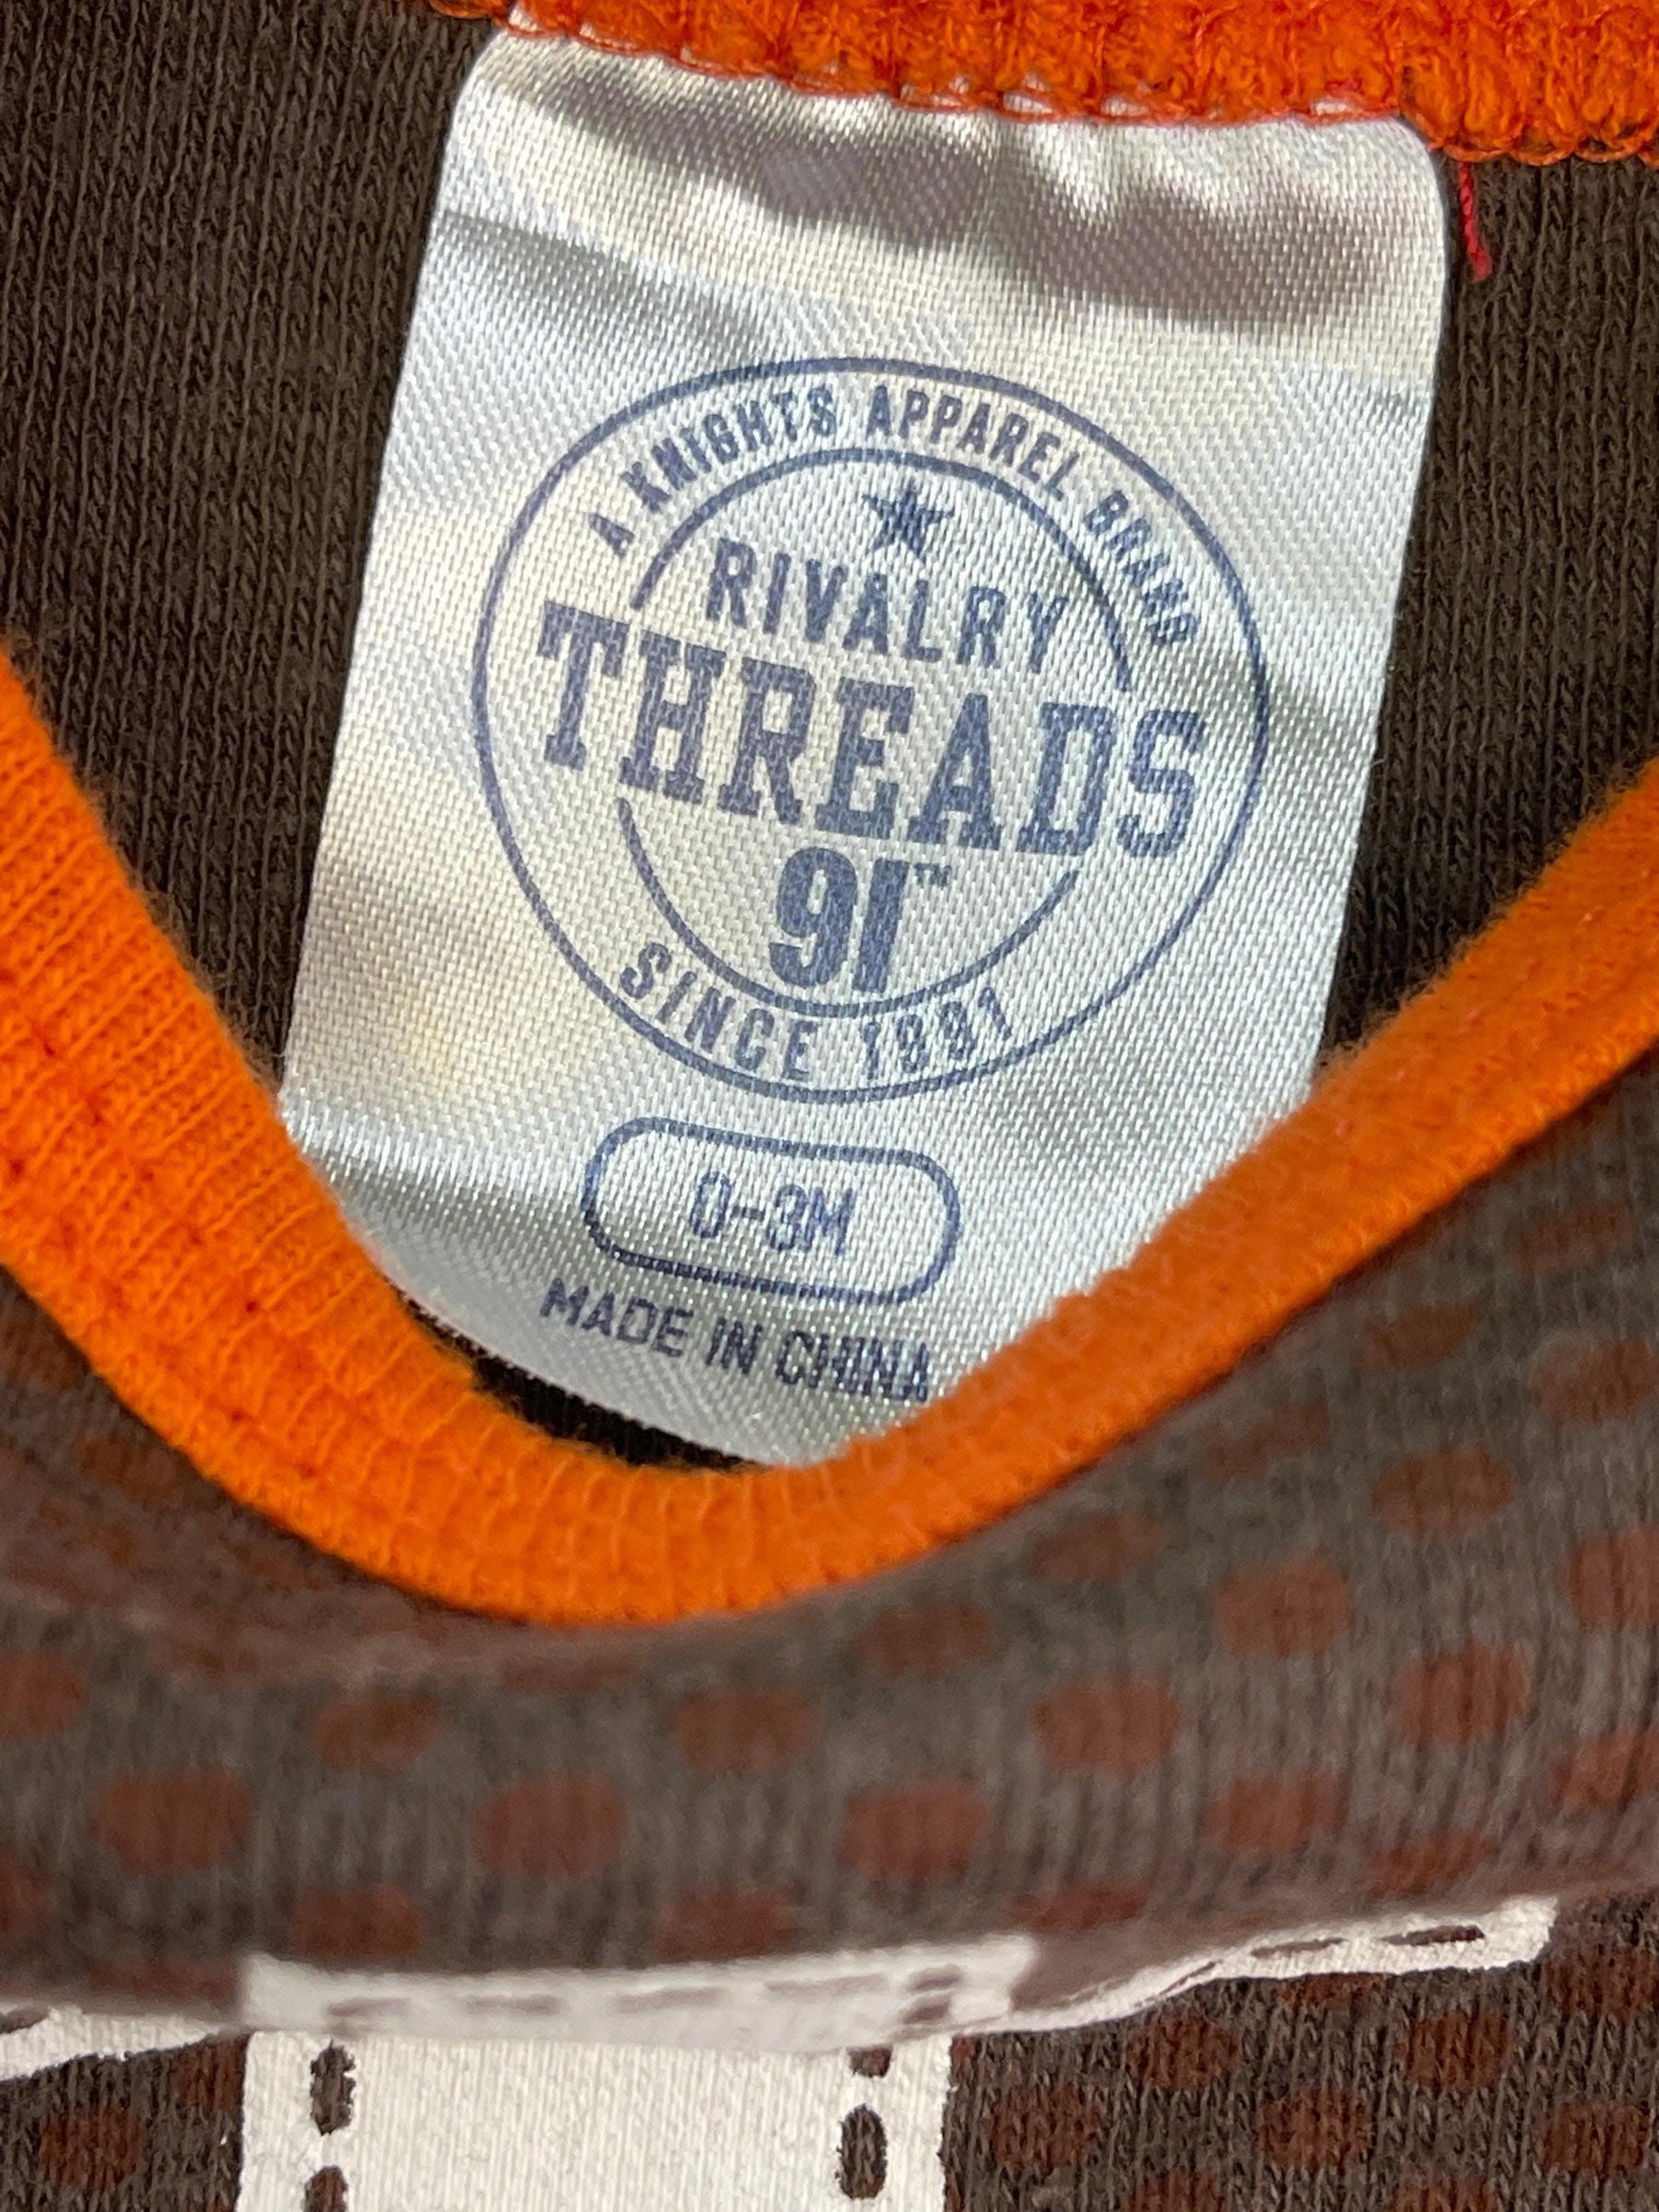 A KNIGHTS APPAREL BRAND
RIVALRY
THREADS
91™
SINCE 1991
0-3M
MADE IN CHINA